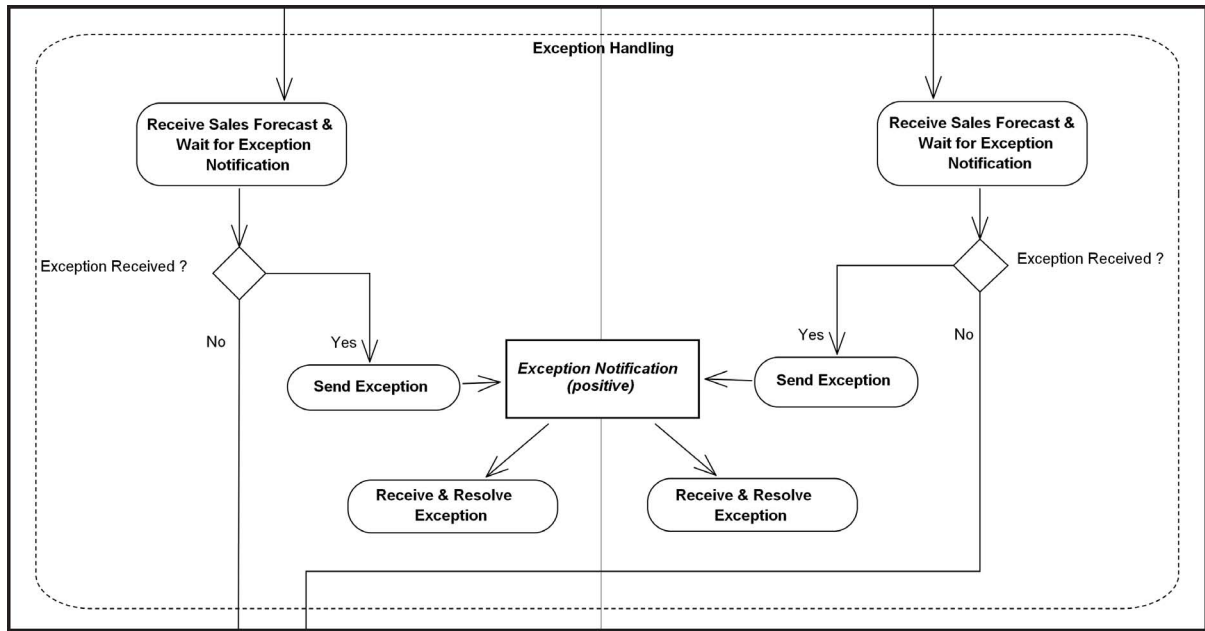 Exception Handling
Receive Sales Forecast &
Wait for Exception
Notification
Receive Sales Forecast &
Wait for Exception
Notification
Exception Received ?
Exception Received ?
No
Yes
Yes
No
Send Exception
Exception Notification
(positive)
Send Exception
Receive & Resolve
Exception
Receive & Resolve
Exception